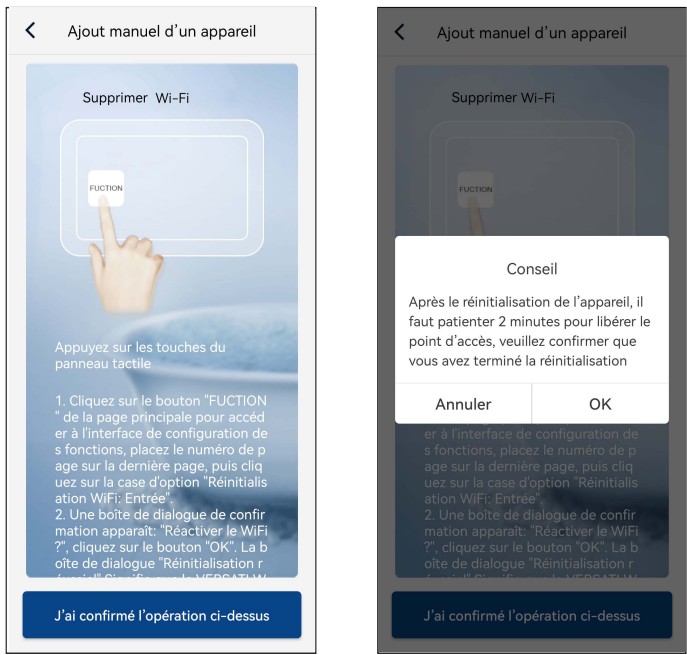 Ajout manuel d'un appareil
Supprimer Wi-Fi
FUCTION
Appuyez sur les touches du
panneau tactile
1. Cliquez sur le bouton "FUCTION
" de la page principale pour accéd
er à l'interface de configuration de
s fonctions, placez le numéro de p
age sur la dernière page, puis cliq
uez sur la case d'option "Réinitialis
ation WiFi: Entrée".
2. Une boîte de dialogue de confir
mation apparaît: "Réactiver le WiFi
?", cliquez sur le bouton "OK". La b
oîte de dialogue "Réinitialisation r
J'ai confirmé l'opération ci-dessus
Ajout manuel d'un appareil
Supprimer Wi-Fi
FUCTION
Conseil
Après le réinitialisation de l'appareil, il
faut patienter 2 minutes pour libérer le
point d'accès, veuillez confirmer que
vous avez terminé la réinitialisation
Annuler OK
er à l'interface de configuration de
s fonctions, placez le numéro de p
age sur la dernière page, puis cliq
uez sur la case d'option "Réinitialis
ation WiFi: Entrée".
2. Une boîte de dialogue de confir
mation apparaît: "Réactiver le WiFi
?", cliquez sur le bouton "OK". La b
oîte de dialogue "Réinitialisation r
J'ai confirmé l'opération ci-dessus